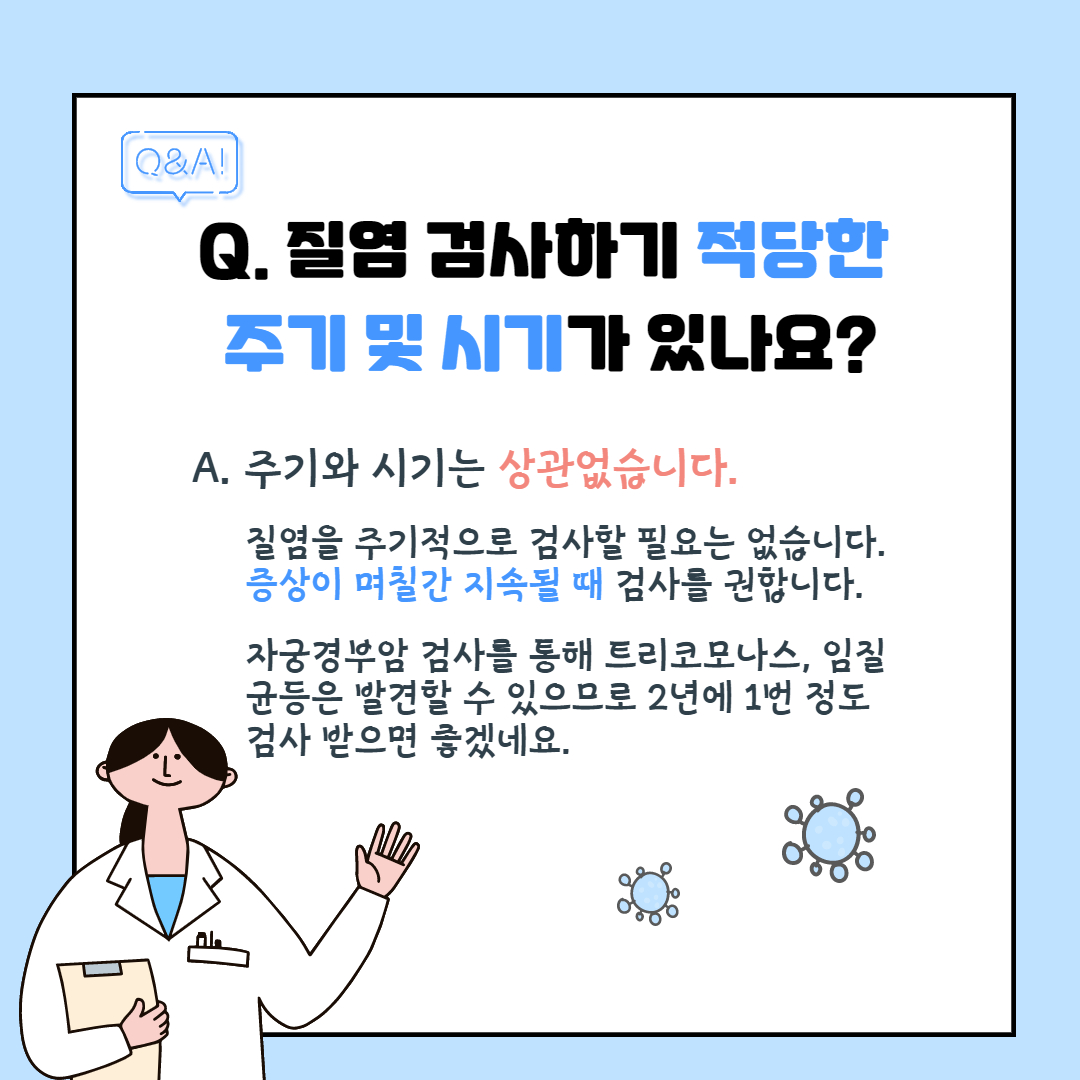 Q&A!
Q. 질염 검사하기 적당한
주기 및 시기가 있나요?
A. 주기와 시기는 상관없습니다.
질염을 주기적으로 검사할 필요는 없습니다.
증상이 며칠간 지속될 때 검사를 권합니다.
자궁경부암 검사를 통해 트리코모나스, 임질
균등은 발견할 수 있으므로 2년에 1번 정도
검사 받으면 좋겠네요.